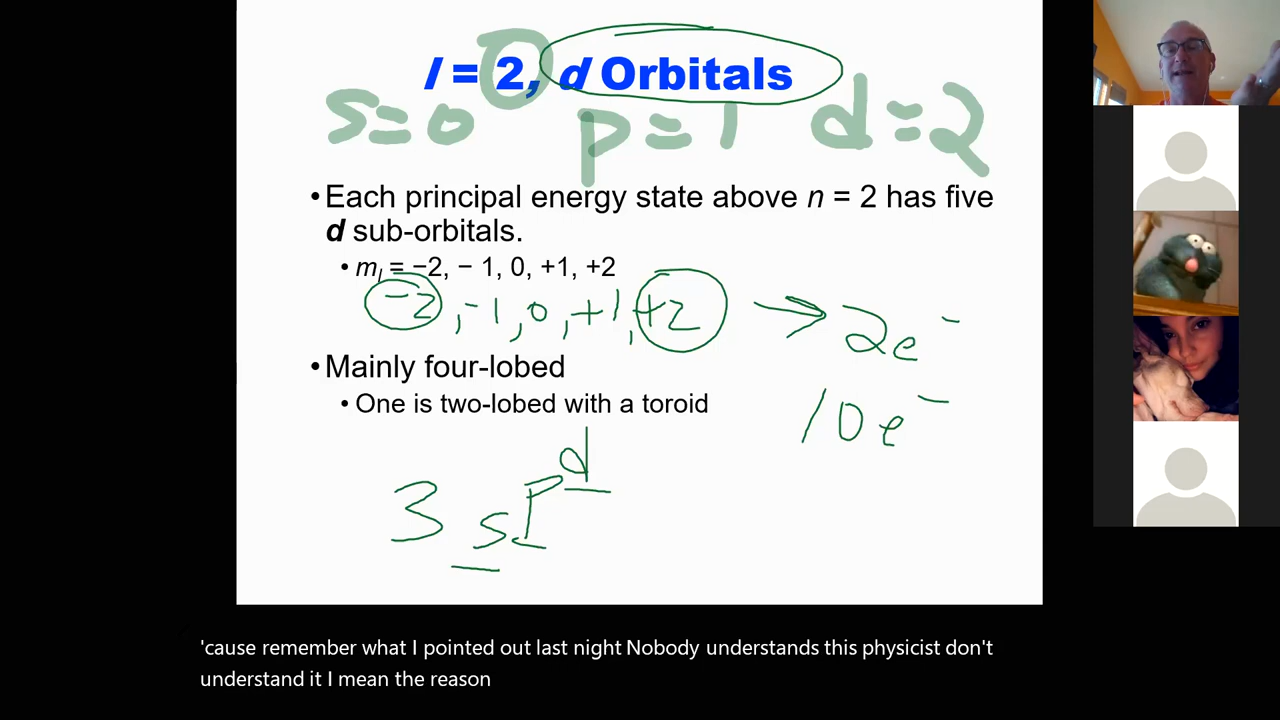 l = 2, d Orbitals
s=0 p=1 d=2
•Each principal energy state above n = 2 has five
d sub-orbitals.
• ml = −2, − 1, 0, +1, +2
-2, -1, 0, +1, +2 → 2e-
•Mainly four-lobed
• One is two-lobed with a toroid
10e-
d
3 s p
'cause remember what I pointed out last night Nobody understands this physicist don't
understand it I mean the reason